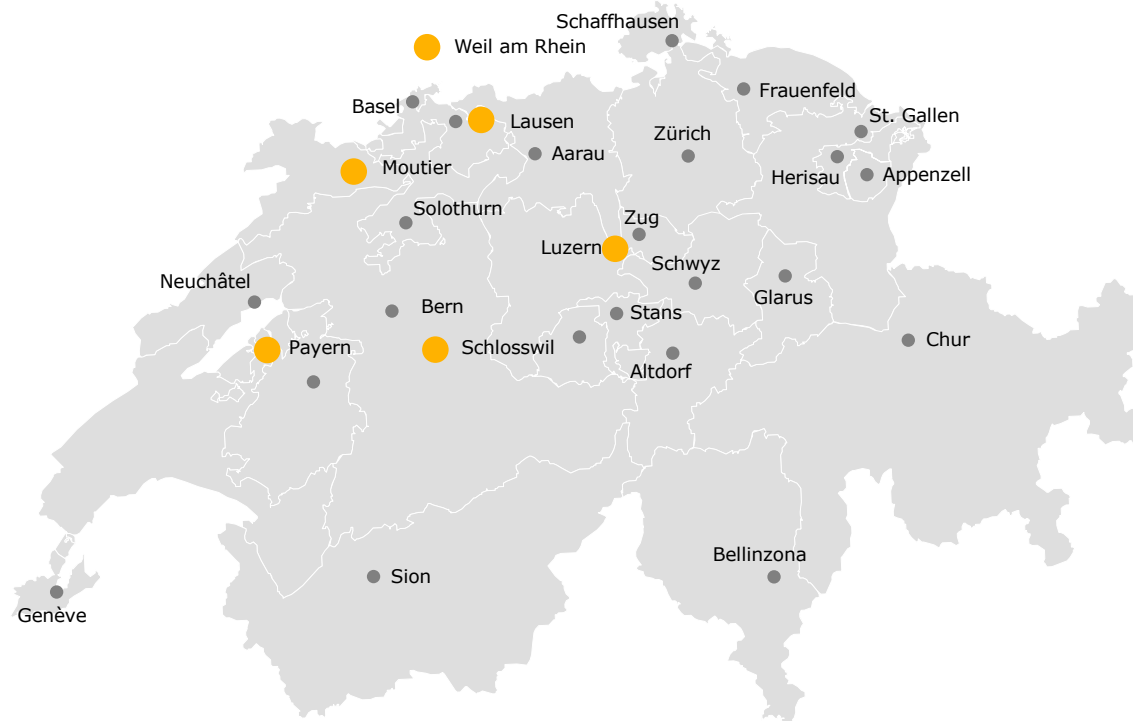 Schaffhausen
Weil am Rhein
Frauenfeld
Basel
St. Gallen
Lausen
Zürich
Aarau
Moutier
Herisau
Appenzell
Solothurn
Zug
Luzern
Schwyz
Neuchâtel
Glarus
Bern
Stans
Chur
Payern
Schlosswil
Altdorf
Bellinzona
Sion
Genève